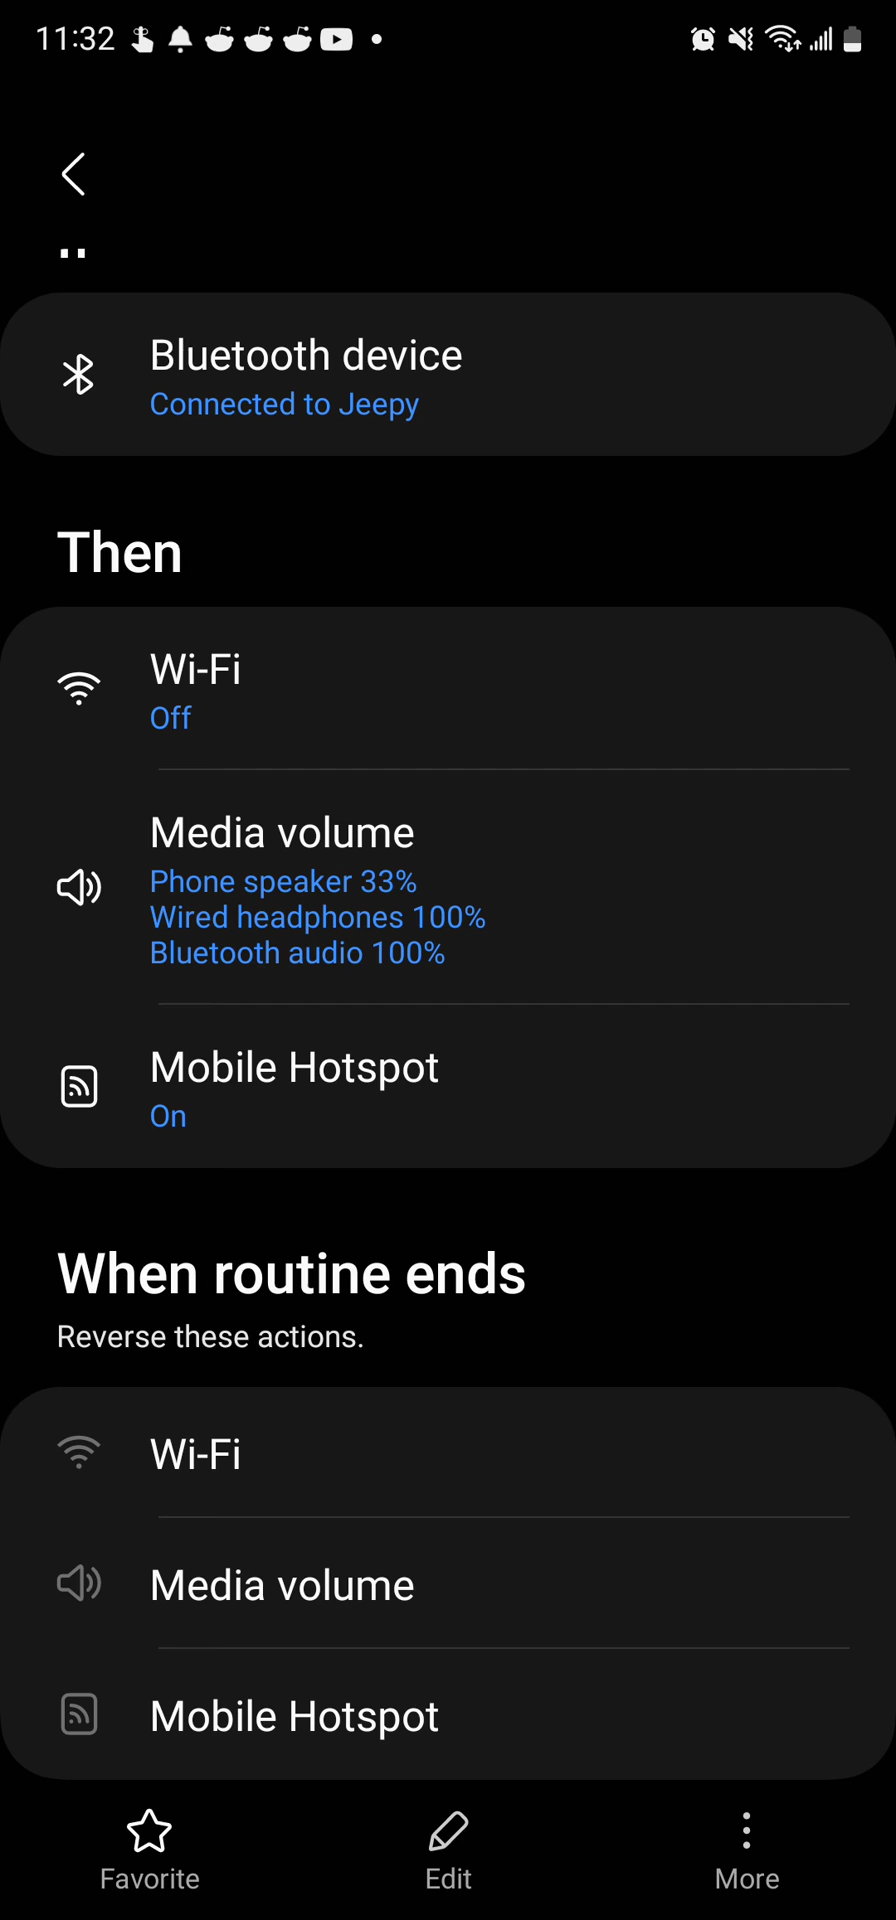 11:32
Bluetooth device
Connected to Jeepy
Then
Wi-Fi
Off
Media volume
Phone speaker 33%
Wired headphones 100%
Bluetooth audio 100%
Mobile Hotspot
On
When routine ends
Reverse these actions.
Wi-Fi
Media volume
Mobile Hotspot
Favorite
Edit
More